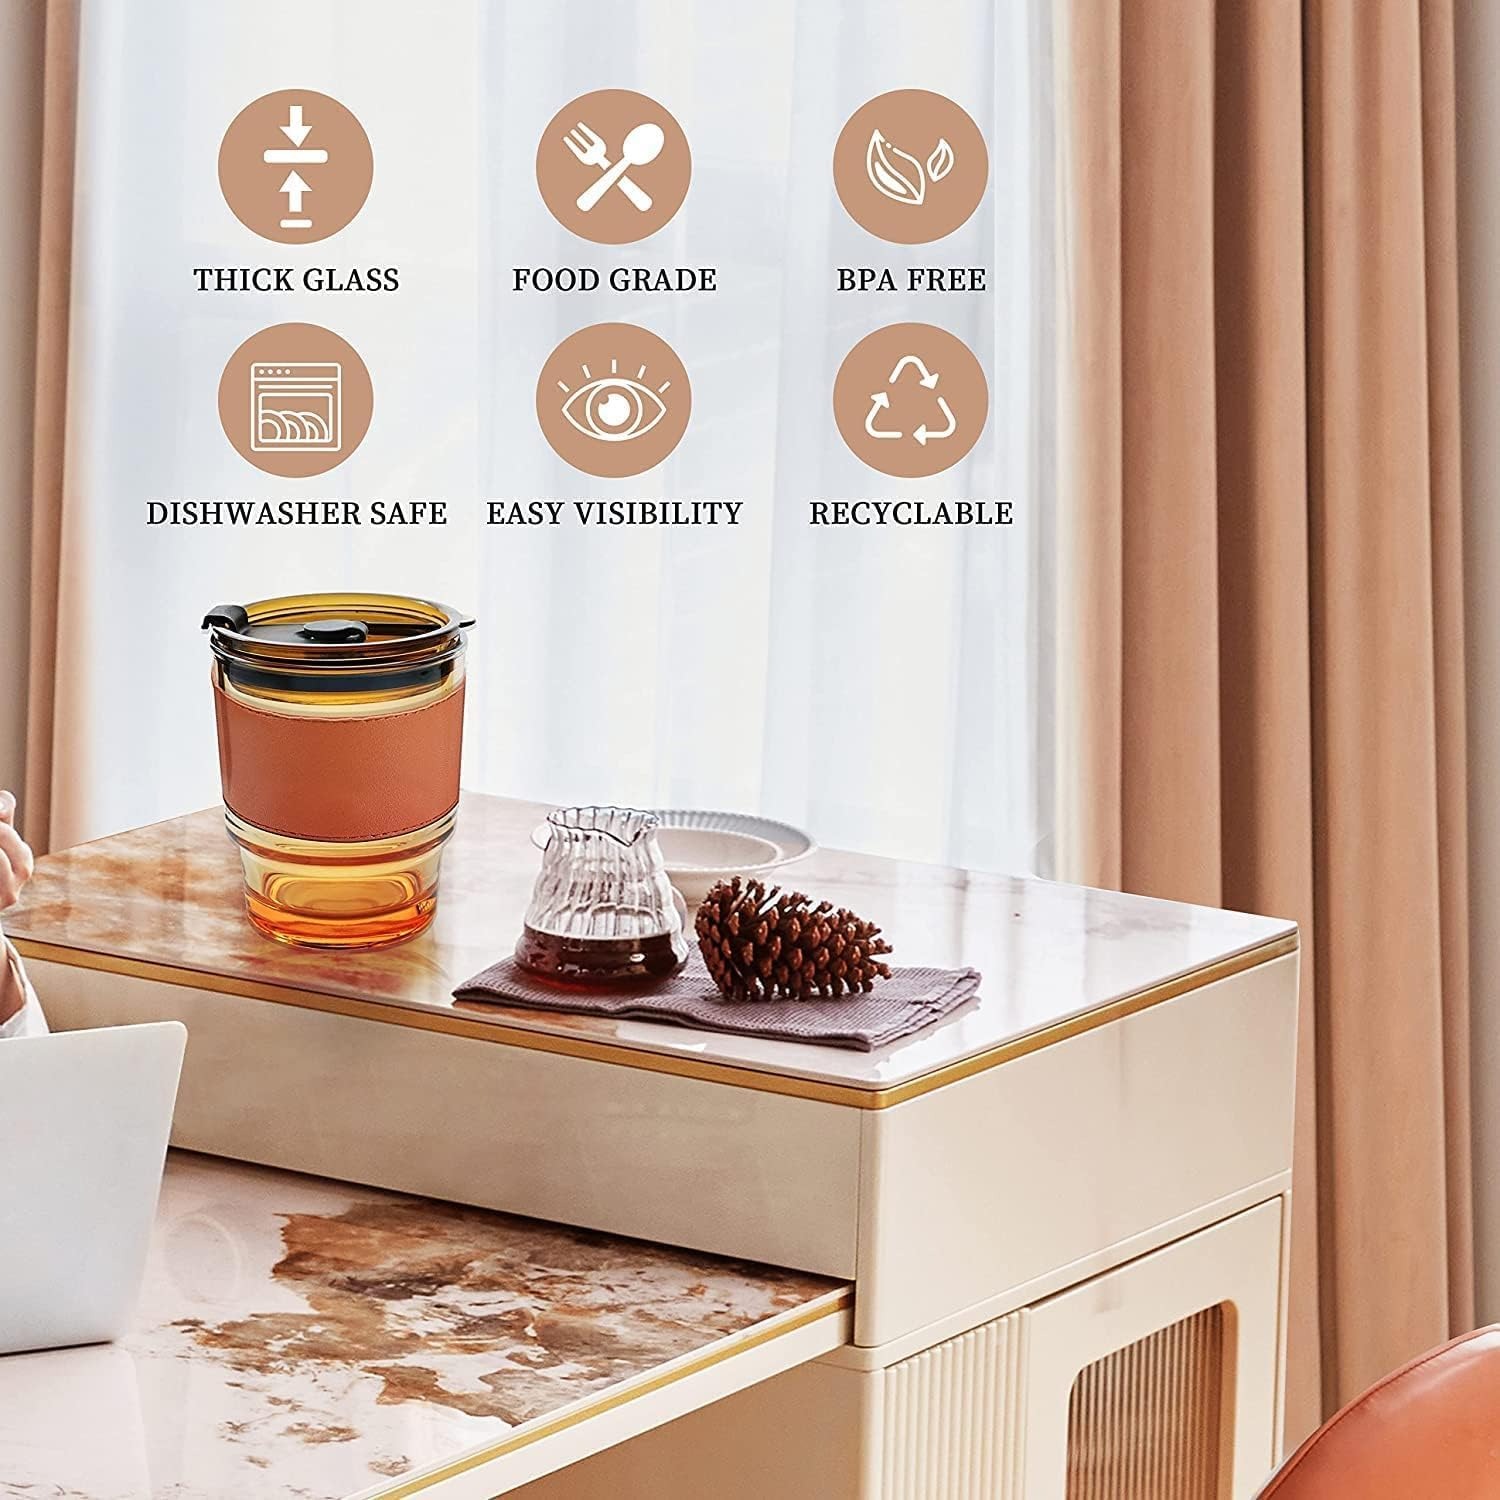 THICK GLASS
FOOD GRADE
BPA FREE
DISHWASHER SAFE
EASY VISIBILITY
RECYCLABLE